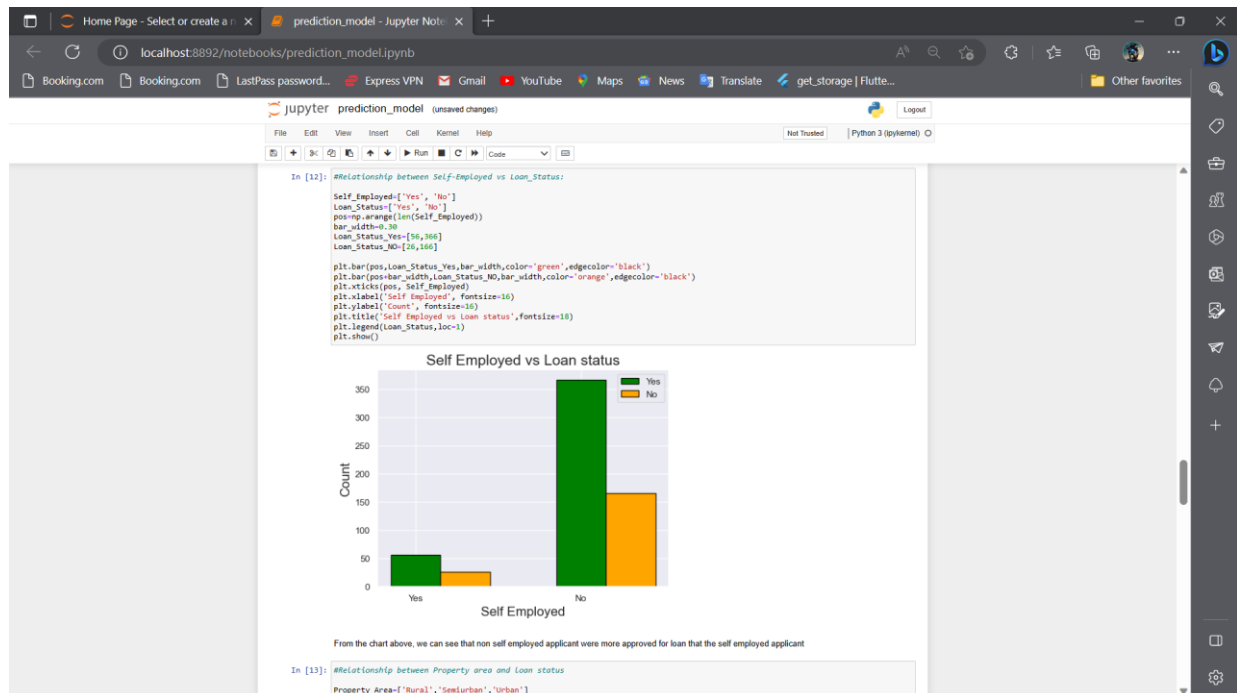 Home Page - Select or create a n
prediction_model - Jupyter Note
localhost:8892/notebooks/prediction_model.ipynb
Booking.com Booking.com LastPass password... Express VPN Gmail YouTube Maps News Translate get_storage | Flutte... Other favorites
jupyter prediction_model (unsaved changes) Logout
File Edit View Insert Cell Kernel Help Not Trusted Python 3 (ipykernel)
Run Code
In [12]: #Relationship between Self-Employed vs Loan_Status:
Self_Employed=['Yes', 'No']
Loan_Status=['Yes', 'No']
pos=np.arange(len(Self_Employed))
bar_width=0.30
Loan_Status_Yes=[56,366]
Loan_Status_NO=[26,166]
plt.bar(pos,Loan_Status_Yes,bar_width,color='green',edgecolor='black')
plt.bar(pos+bar_width,Loan_Status_NO,bar_width,color='orange',edgecolor='black')
plt.xticks(pos, Self_Employed)
plt.xlabel('Self Employed', fontsize=16)
plt.ylabel('Count', fontsize=16)
plt.title('Self Employed vs Loan status',fontsize=18)
plt.legend(Loan_Status,loc=1)
plt.show()
Self Employed vs Loan status
Yes
No
350
300
250
200
150
100
50
0
Count
Yes No
Self Employed
From the chart above, we can see that non self employed applicant were more approved for loan that the self employed applicant
In [13]: #Relationship between Property area and loan status
Property_Area=['Rural','Semiurban','Urban']